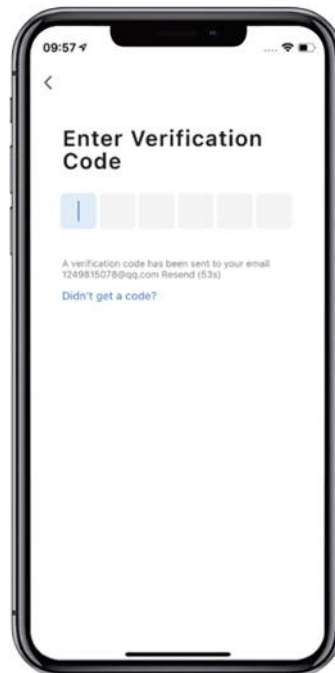 09:57
Enter Verification
Code
A verification code has been sent to your email
1249815078@qq.com Resend (53s)
Didn't get a code?